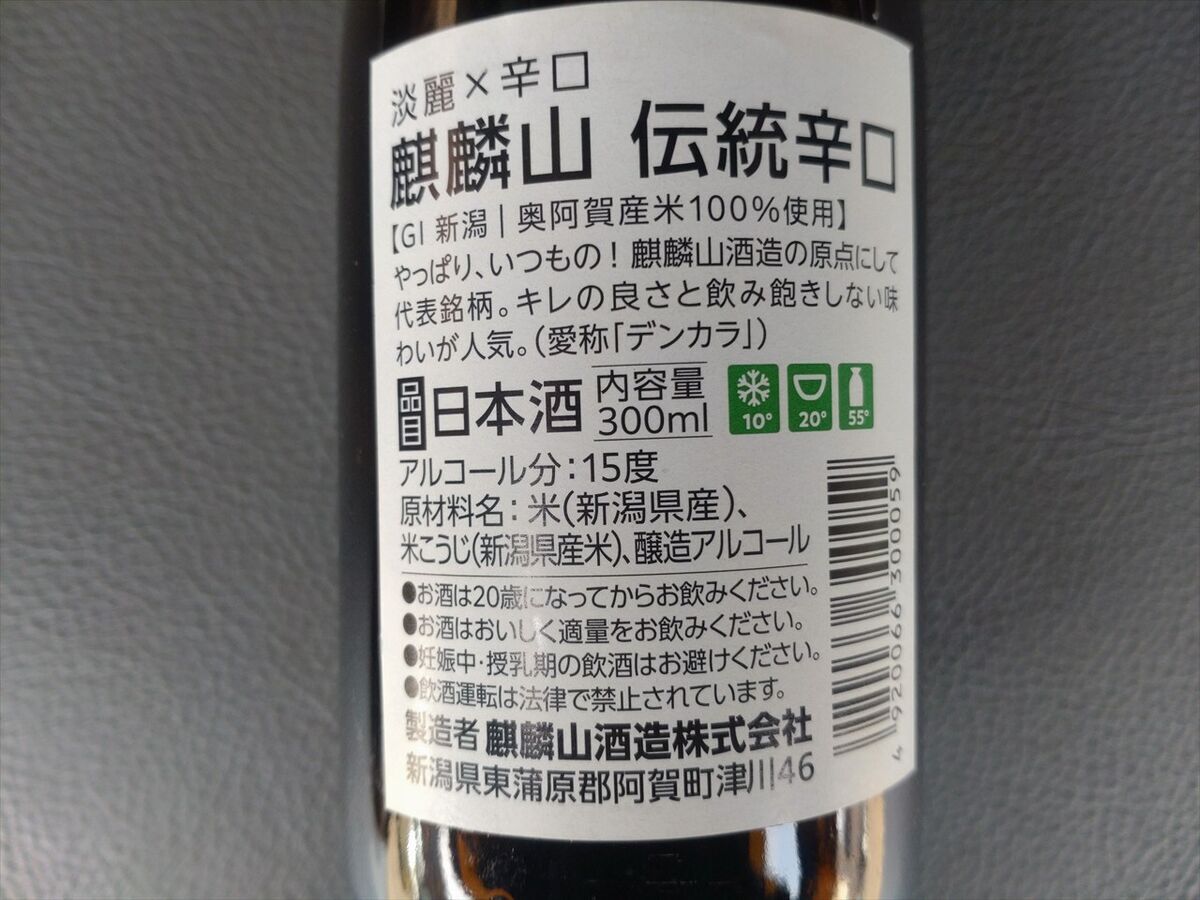 淡麗×辛口
麒麟山 伝統辛口
【GI 新潟|奥阿賀産米100%使用】
やっぱり、いつもの！麒麟山酒造の原点にして
代表銘柄。キレの良さと飲み飽きしない味
わいが人気。(愛称「デンカラ」)
品目 日本酒 内容量 300ml
10° 20° 55°
アルコール分：15度
原材料名：米(新潟県産)、
米こうじ(新潟県産米)、醸造アルコール
●お酒は20歳になってからお飲みください。
●お酒はおいしく適量をお飲みください。
●妊娠中・授乳期の飲酒はお避けください。
●飲酒運転は法律で禁止されています。
製造者 麒麟山酒造株式会社
新潟県東蒲原郡阿賀町津川46
4 920066 300059